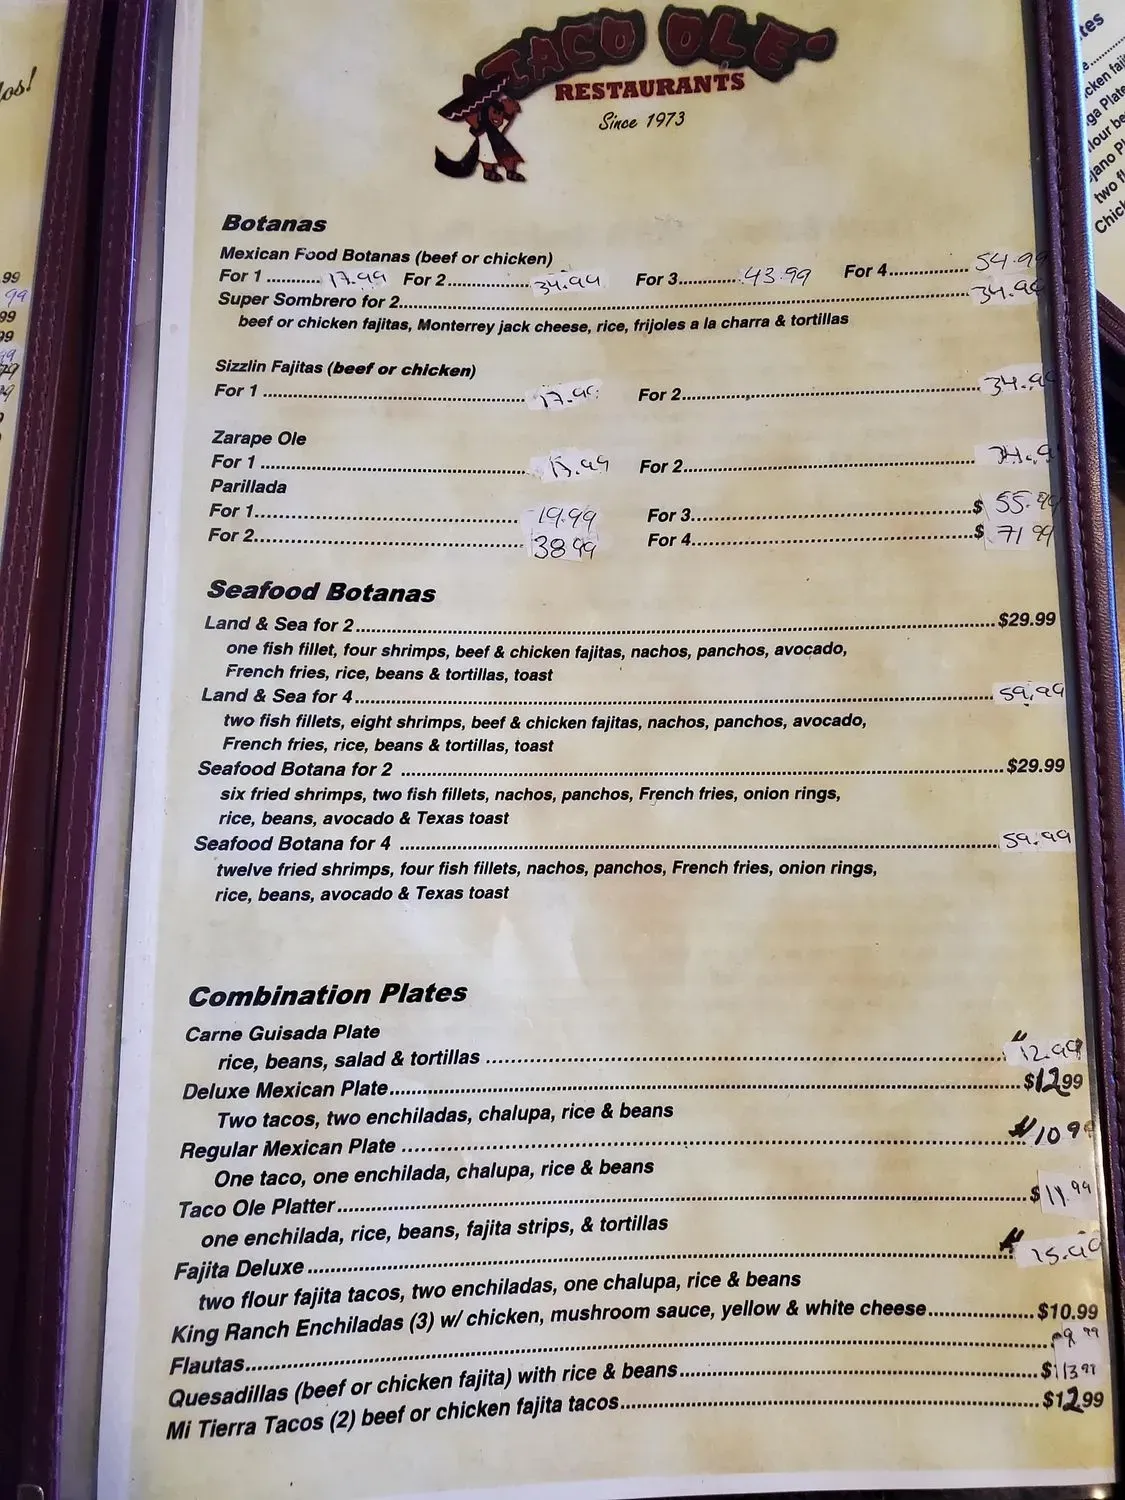 TACO OLE'
RESTAURANTS
Since 1973
Botanas
Mexican Food Botanas (beef or chicken)
For 1 ........... 17.99 For 2 .................. 34.99 For 3 ............ 43.99 For 4 ................ 54.99
Super Sombrero for 2 ........................ 34.99
beef or chicken fajitas, Monterrey jack cheese, rice, frijoles a la charra & tortillas
Sizzlin Fajitas (beef or chicken)
For 1 ........................ 17.99 For 2 ........................ 34.9
Zarape Ole
For 1 ........................ For 2 ........................ 34.9
Parillada
For 1 ........................ 19.99 For 3 ........................ $ 55.99
For 2 ........................ 38.99 For 4 ........................ $ 71 99
Seafood Botanas
Land & Sea for 2 ........................ $29.99
one fish fillet, four shrimps, beef & chicken fajitas, nachos, panchos, avocado,
French fries, rice, beans & tortillas, toast
Land & Sea for 4 ........................ 59.99
two fish fillets, eight shrimps, beef & chicken fajitas, nachos, panchos, avocado,
French fries, rice, beans & tortillas, toast
Seafood Botana for 2 ........................ $29.99
six fried shrimps, two fish fillets, nachos, panchos, French fries, onion rings,
rice, beans, avocado & Texas toast
Seafood Botana for 4 ........................ 59.99
twelve fried shrimps, four fish fillets, nachos, panchos, French fries, onion rings,
rice, beans, avocado & Texas toast
Combination Plates
Carne Guisada Plate
rice, beans, salad & tortillas ........................ 12.99
Deluxe Mexican Plate ........................ $12.99
Two tacos, two enchiladas, chalupa, rice & beans
Regular Mexican Plate ........................ 10 99
One taco, one enchilada, chalupa, rice & beans
Taco Ole Platter ........................ $ 11.99
one enchilada, rice, beans, fajita strips, & tortillas
Fajita Deluxe ........................ 15.99
two flour fajita tacos, two enchiladas, one chalupa, rice & beans
King Ranch Enchiladas (3) w/ chicken, mushroom sauce, yellow & white cheese ............ $10.99
Flautas ........................ 9 99
Quesadillas (beef or chicken fajita) with rice & beans ........................ $13 99
Mi Tierra Tacos (2) beef or chicken fajita tacos ........................ $12.99